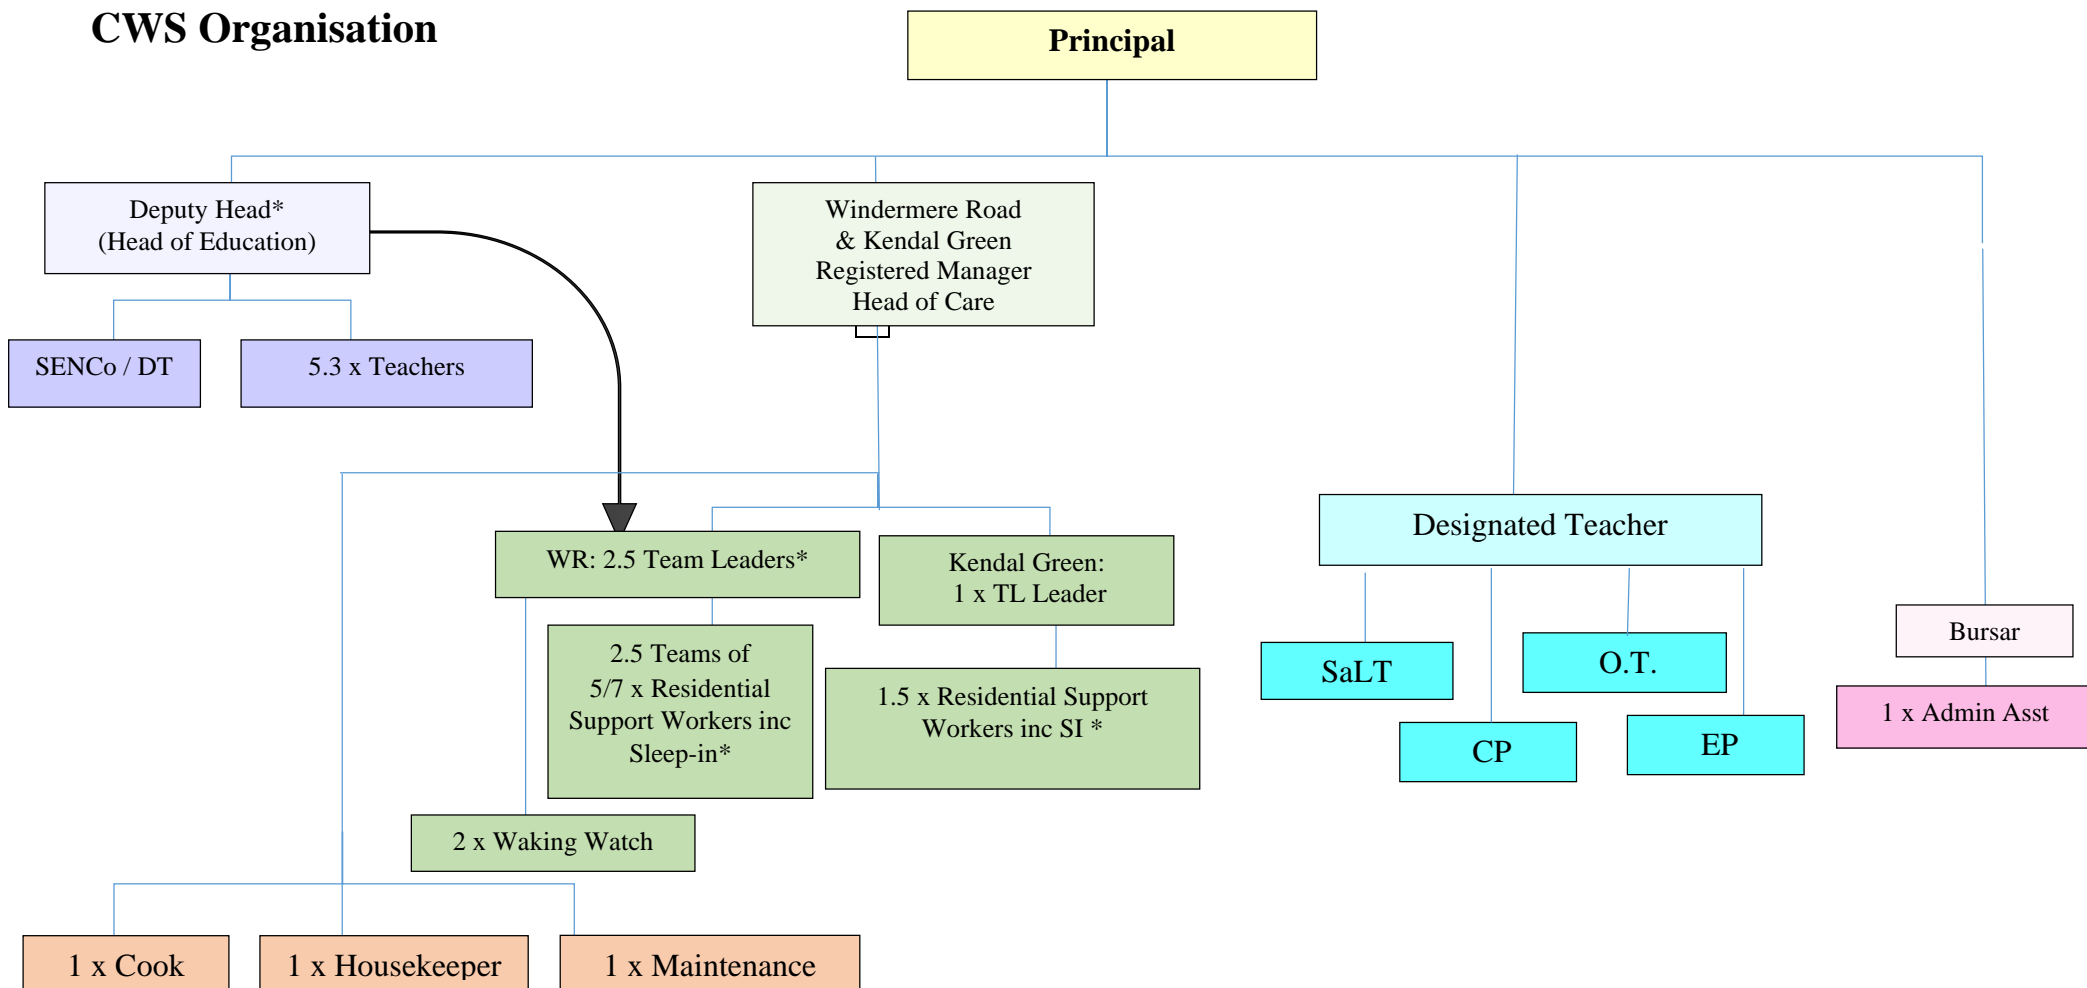 CWS Organisation
Principal
Deputy Head*
(Head of Education)
Windermere Road
& Kendal Green
Registered Manager
Head of Care
SENCo / DT
5.3 x Teachers
Designated Teacher
WR: 2.5 Team Leaders*
Kendal Green:
1 x TL Leader
Bursar
2.5 Teams of
5/7 x Residential
Support Workers inc
Sleep-in*
1.5 x Residential Support
Workers inc SI *
SaLT
O.T.
CP
EP
1 x Admin Asst
2 x Waking Watch
1 x Cook
1 x Housekeeper
1 x Maintenance